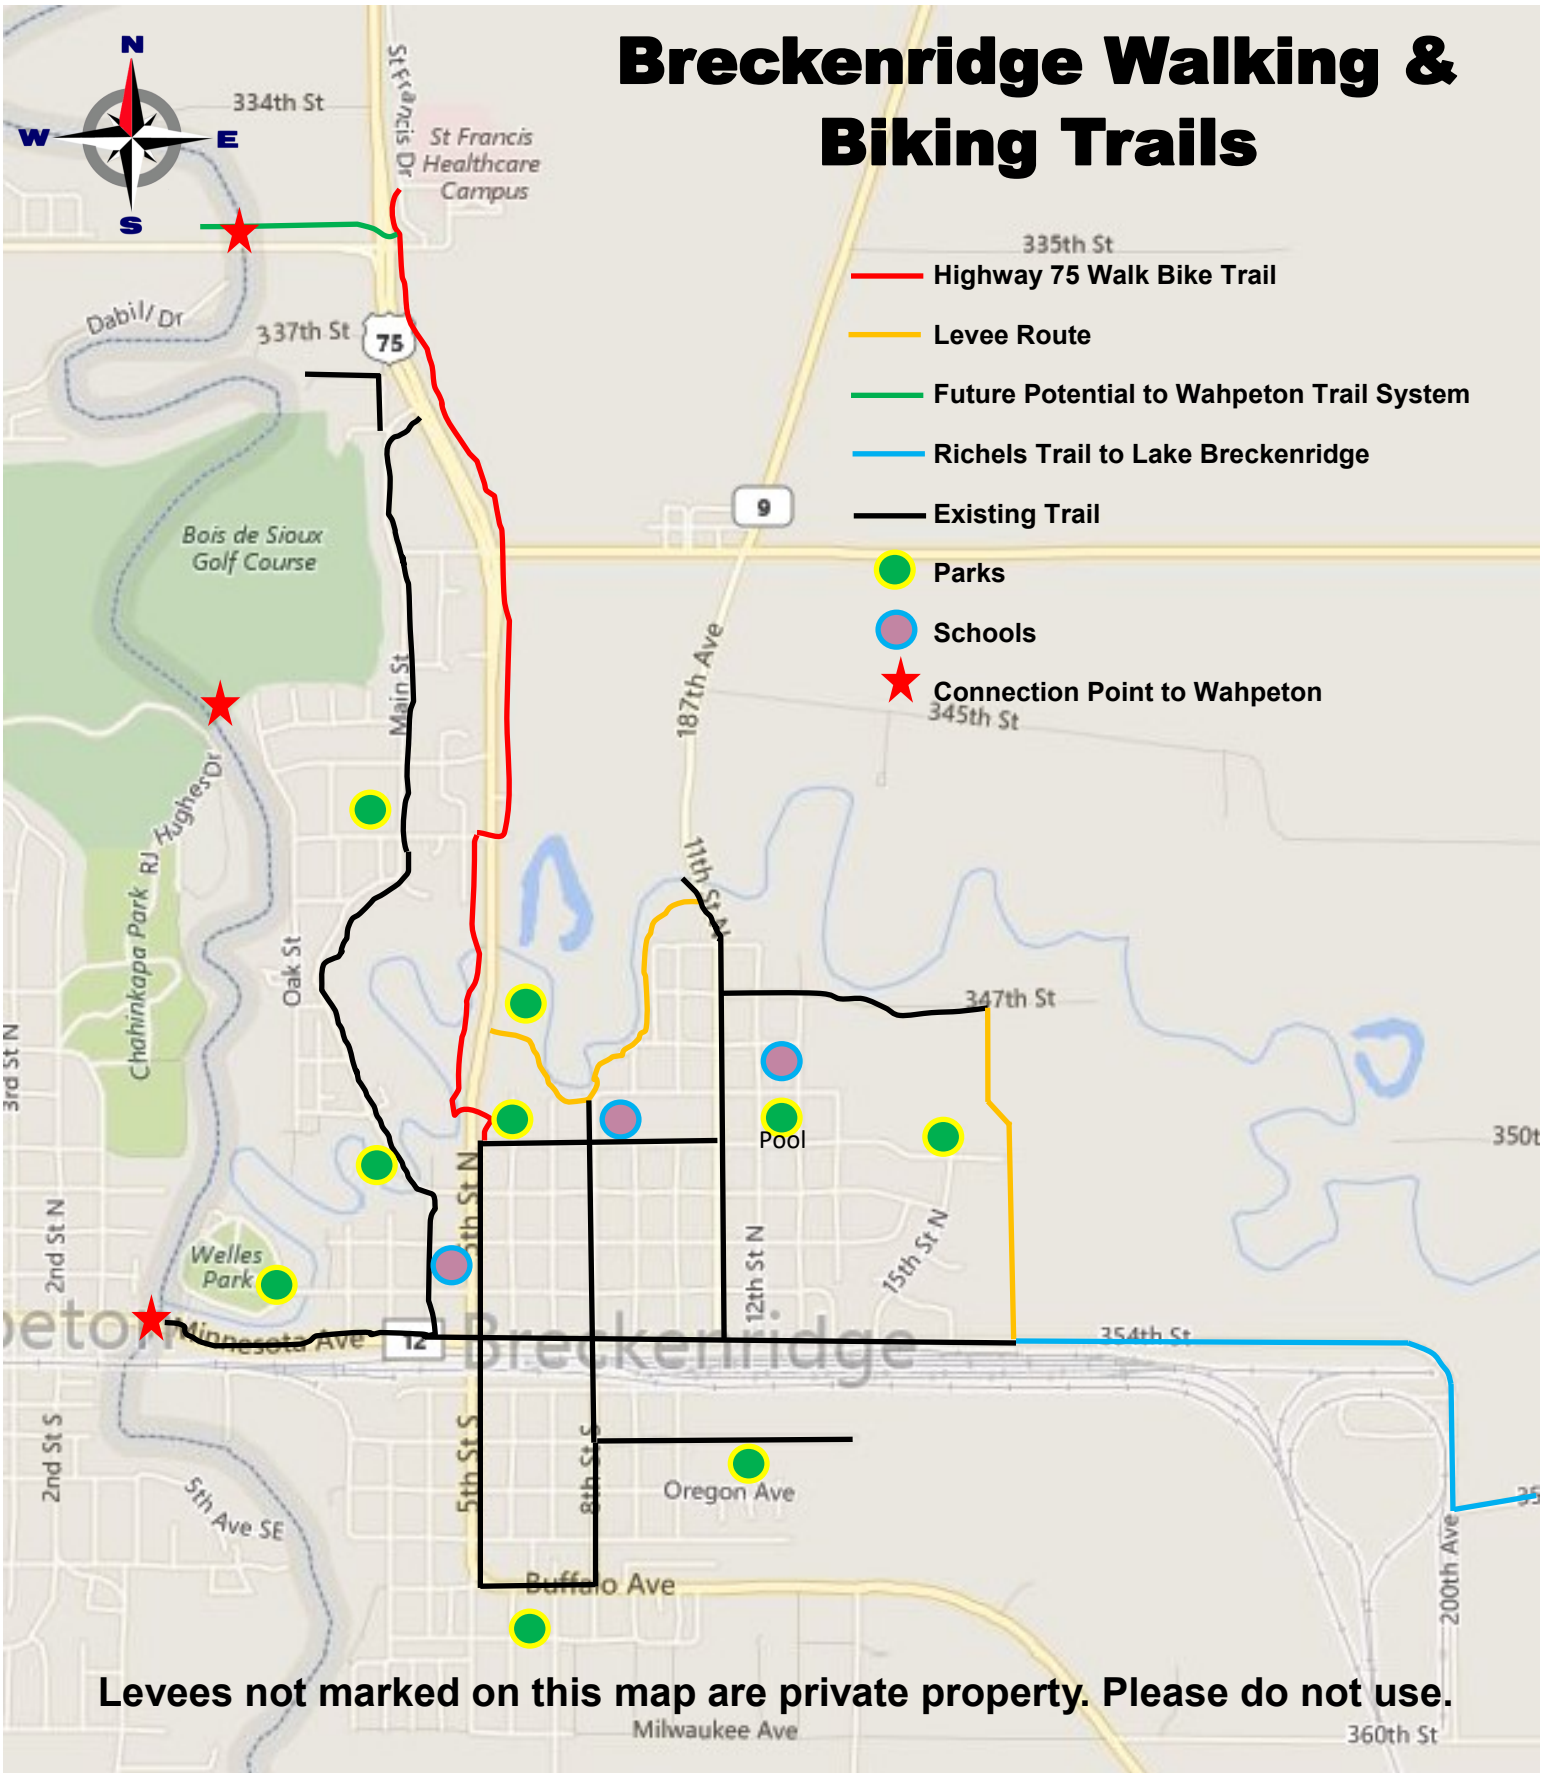 Breckenridge Walking &
Biking Trails
N
W
E
S
334th St
St Francis Dr
St Francis
Healthcare
Campus
335th St
Highway 75 Walk Bike Trail
Levee Route
Future Potential to Wahpeton Trail System
Richels Trail to Lake Breckenridge
Existing Trail
Parks
Schools
Connection Point to Wahpeton
Dabill Dr
337th St
75
9
Bois de Sioux
Golf Course
Main St
187th Ave
345th St
RJ Hughes Dr
11th St N
Chahinkapa Park
Oak St
347th St
3rd St N
Pool
350t
2nd St N
5th St N
Welles
Park
12th St N
15th St N
peton
Minnesota Ave
12
Breckenridge
354th St
2nd St S
5th St S
8th St S
Oregon Ave
5th Ave SE
35
200th Ave
Buffalo Ave
Levees not marked on this map are private property. Please do not use.
Milwaukee Ave
360th St